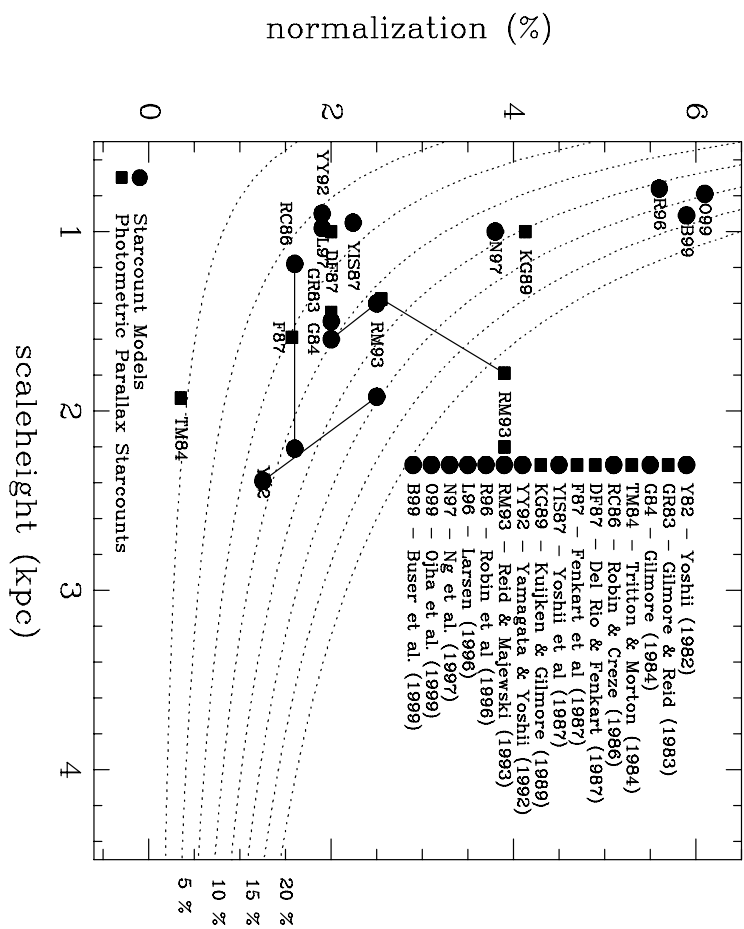 normalization (%)
0
2
4
6
1
2
3
4
scaleheight (kpc)
5 %
10 %
15 %
20 %
Y82 – Yoshii (1982)
GR83 – Gilmore & Reid (1983)
G84 – Gilmore (1984)
TM84 – Tritton & Morton (1984)
RC86 – Robin & Creze (1986)
DF87 – Del Rio & Fenkart (1987)
F87 – Fenkart et al (1987)
YIS87 – Yoshii et al (1987)
KG89 – Kuijken & Gilmore (1989)
YY92 – Yamagata & Yoshii (1992)
RM93 – Reid & Majewski (1993)
R96 – Robin et al (1996)
L96 – Larsen (1996)
N97 – Ng et al. (1997)
O99 – Ojha et al. (1999)
B99 – Buser et al. (1999)
O99
B99
R96
KG89
N97
RM93
RM93
YIS87
DF87
L97
YY92
GR83
G84
RC86
F87
TM84
Starcount Models
Photometric Parallax Starcounts